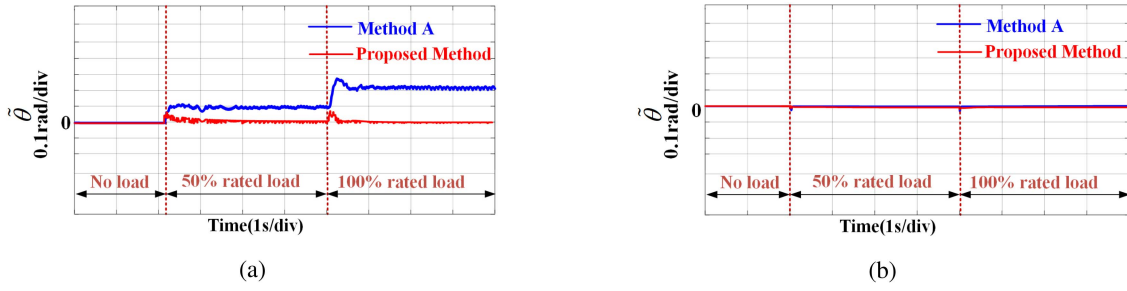 Method A
Proposed Method
θ̃
0.1rad/div
0
No load
50% rated load
100% rated load
Time(1s/div)
(a)
Method A
Proposed Method
θ̃
0.1rad/div
0
No load
50% rated load
100% rated load
Time(1s/div)
(b)